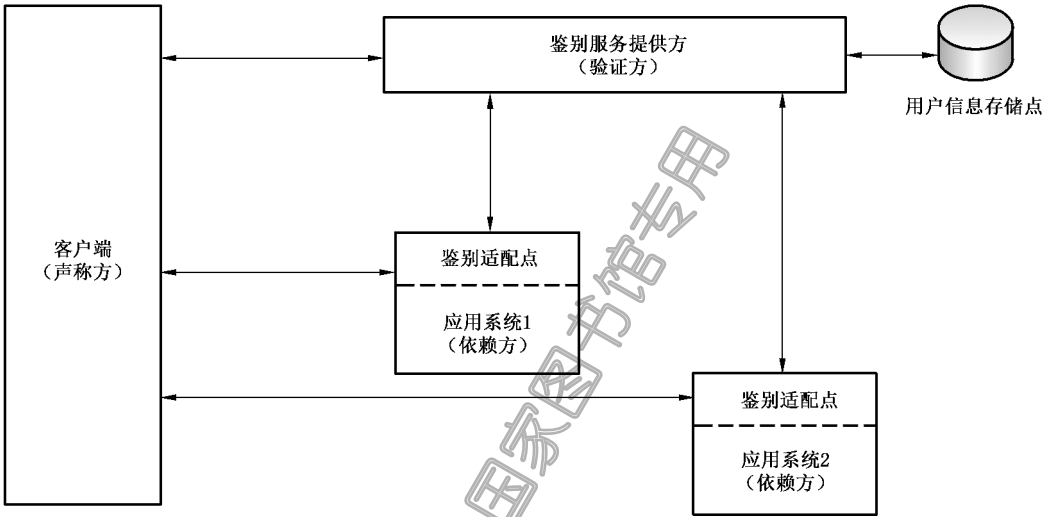 鉴别服务提供方
（验证方）
用户信息存储点
客户端
（声称方）
鉴别适配点
应用系统1
（依赖方）
鉴别适配点
应用系统2
（依赖方）
国家图书馆专用